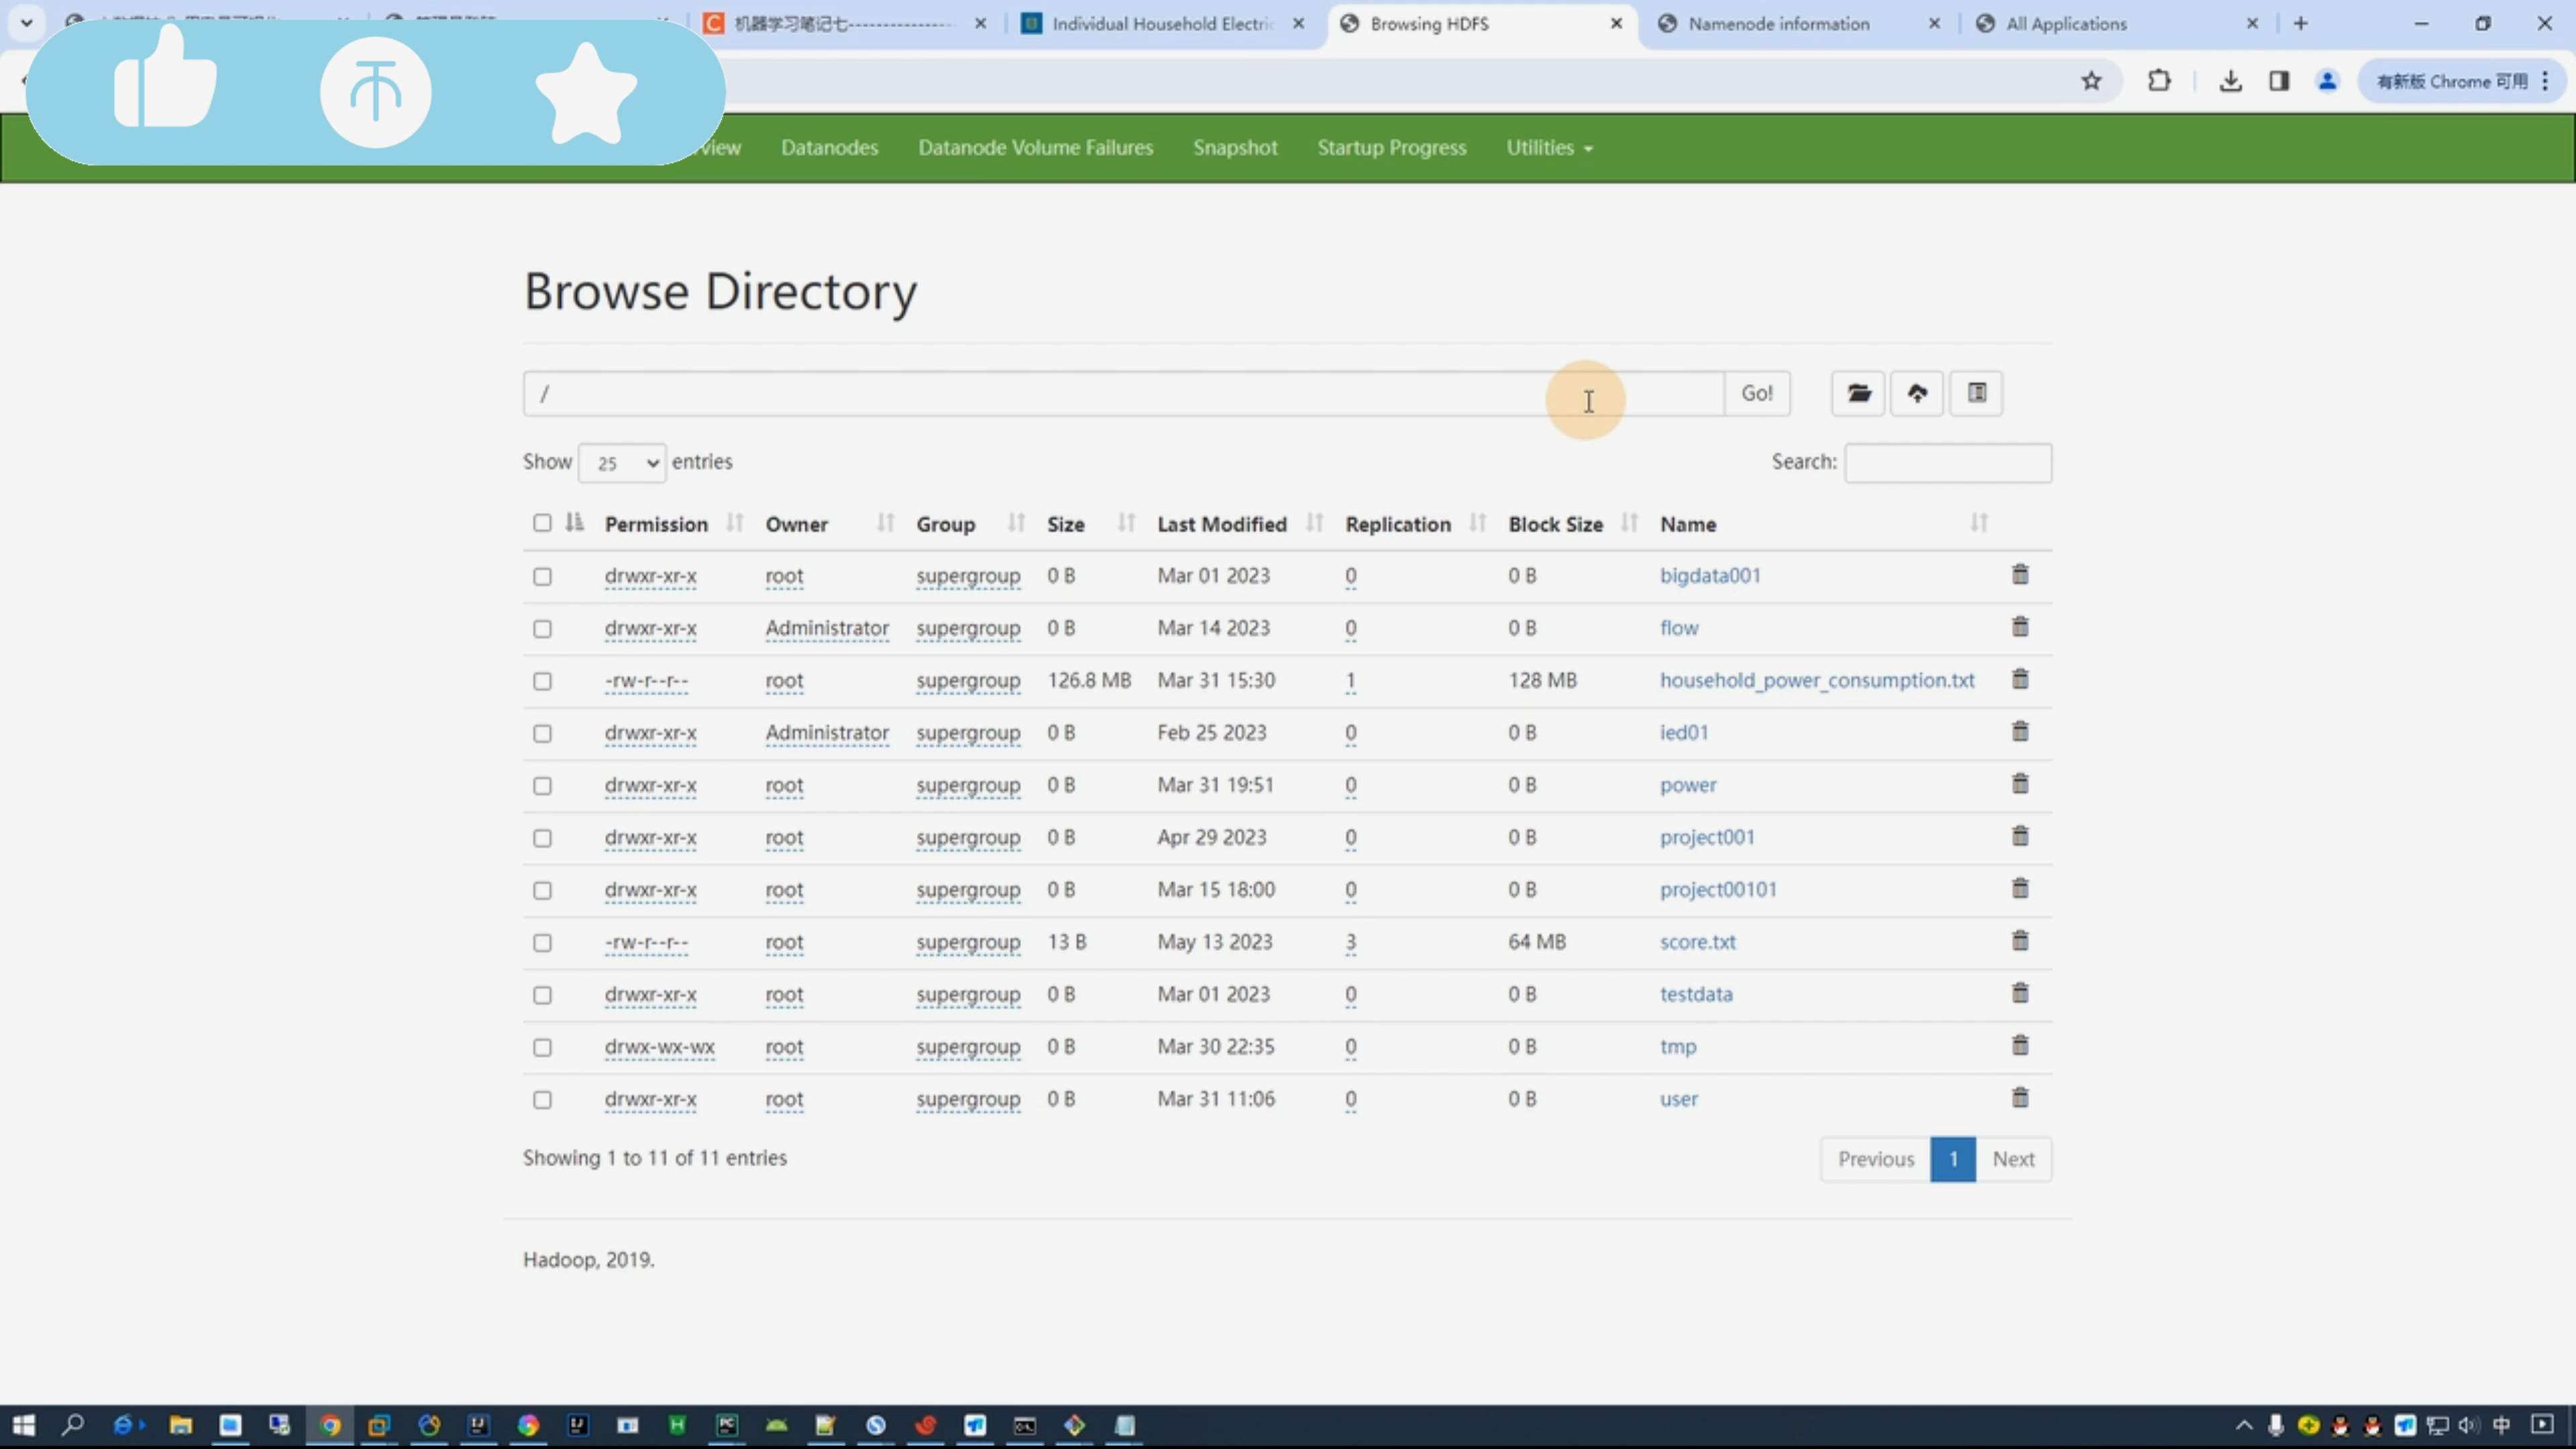 机器学习笔记七----------------
Individual Household Electric
Browsing HDFS
Namenode information
All Applications
有新版 Chrome 可用
view
Datanodes
Datanode Volume Failures
Snapshot
Startup Progress
Utilities
Browse Directory
/
Go!
Show 25 entries
Search:
Permission Owner Group Size Last Modified Replication Block Size Name
drwxr-xr-x root supergroup 0 B Mar 01 2023 0 0 B bigdata001
drwxr-xr-x Administrator supergroup 0 B Mar 14 2023 0 0 B flow
-rw-r--r-- root supergroup 126.8 MB Mar 31 15:30 1 128 MB household_power_consumption.txt
drwxr-xr-x Administrator supergroup 0 B Feb 25 2023 0 0 B ied01
drwxr-xr-x root supergroup 0 B Mar 31 19:51 0 0 B power
drwxr-xr-x root supergroup 0 B Apr 29 2023 0 0 B project001
drwxr-xr-x root supergroup 0 B Mar 15 18:00 0 0 B project00101
-rw-r--r-- root supergroup 13 B May 13 2023 3 64 MB score.txt
drwxr-xr-x root supergroup 0 B Mar 01 2023 0 0 B testdata
drwx-wx-wx root supergroup 0 B Mar 30 22:35 0 0 B tmp
drwxr-xr-x root supergroup 0 B Mar 31 11:06 0 0 B user
Showing 1 to 11 of 11 entries
Previous 1 Next
Hadoop, 2019.
中